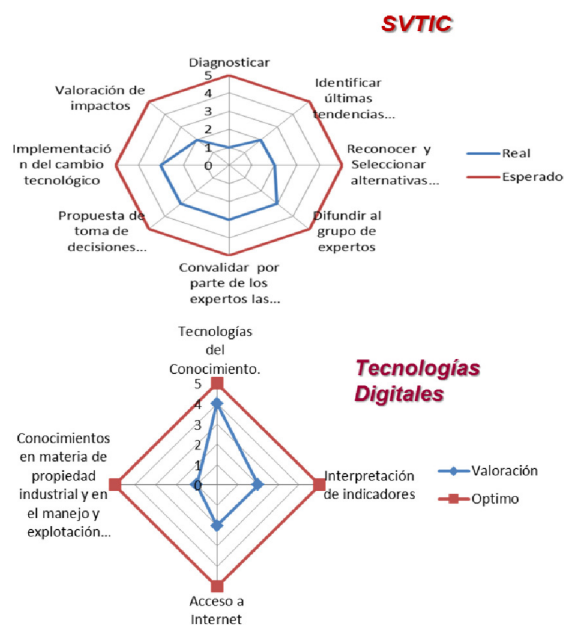 SVTIC
Diagnosticar
Identificar
últimas
tendencias...
Reconocer y
Seleccionar
alternativas...
Difundir al
grupo de
expertos
Convalidar por
parte de los
expertos las...
Propuesta de
toma de
decisiones...
Implementació
n del cambio
tecnológico
Valoración de
impactos
5
4
3
2
1
0
Real
Esperado
Tecnologías
Digitales
Tecnologías
del
Conocimiento.
Interpretación
de indicadores
Acceso a
Internet
Conocimientos
en materia de
propiedad
industrial y en
el manejo y
explotación...
5
4
3
2
1
0
Valoración
Optimo